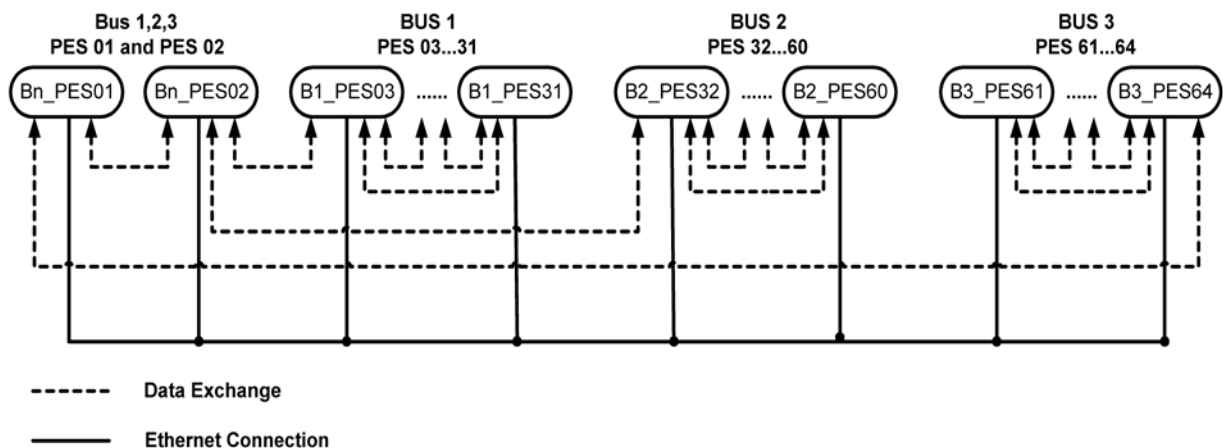 Bus 1,2,3
PES 01 and PES 02
BUS 1
PES 03...31
BUS 2
PES 32...60
BUS 3
PES 61...64
Bn_PES01
Bn_PES02
B1_PES03
......
B1_PES31
B2_PES32
......
B2_PES60
B3_PES61
......
B3_PES64
Data Exchange
Ethernet Connection